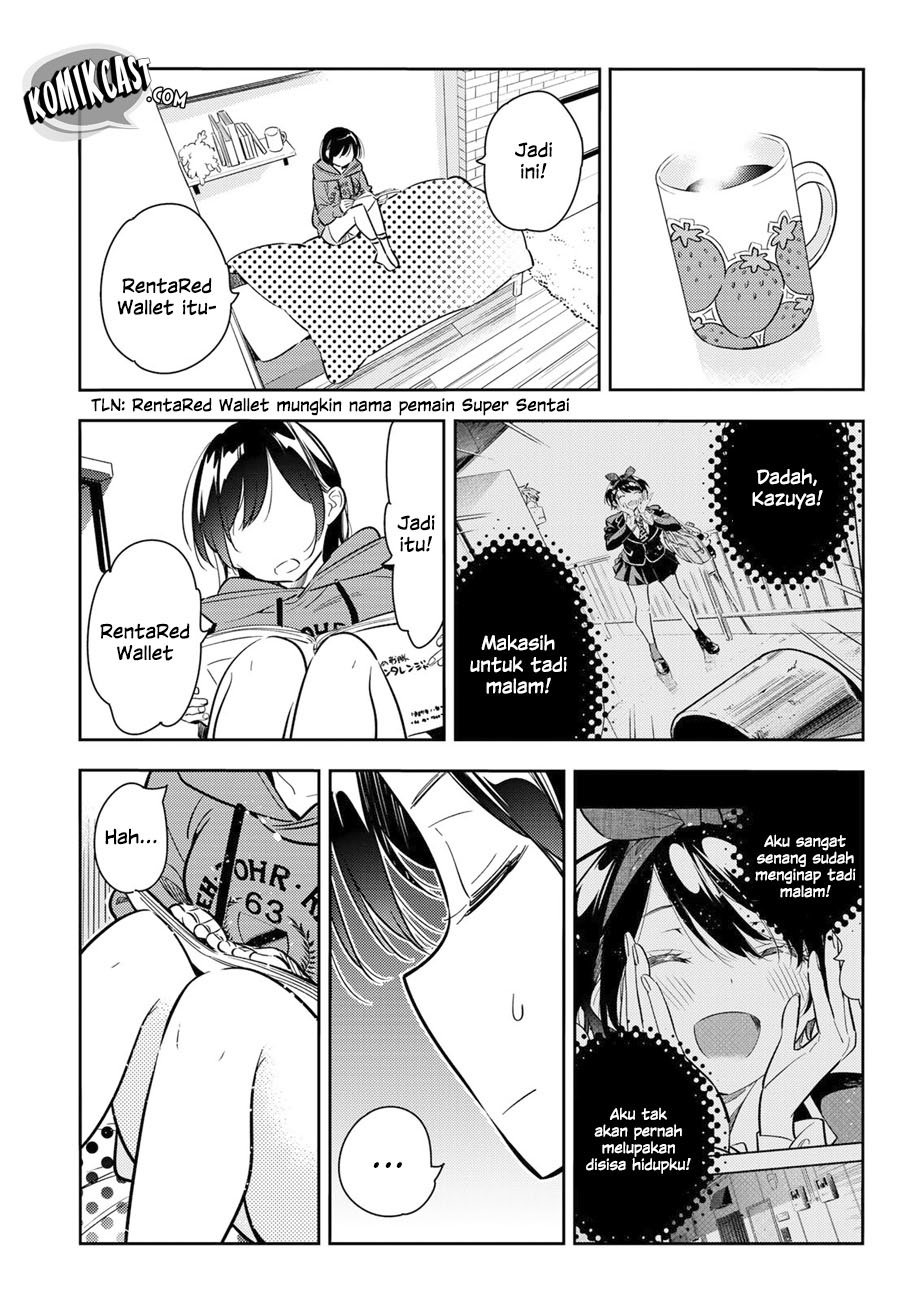 KOMIKCAST
.COM
Jadi
ini!
RentaRed
Wallet itu-
TLN: RentaRed Wallet mungkin nama pemain Super Sentai
Dadah,
Kazuya!
Makasih
untuk tadi
malam!
Jadi
itu!
RentaRed
Wallet
Aku sangat
senang sudah
menginap tadi
malam!
Aku tak
akan pernah
melupakan
disisa hidupku!
...
Hah...
63